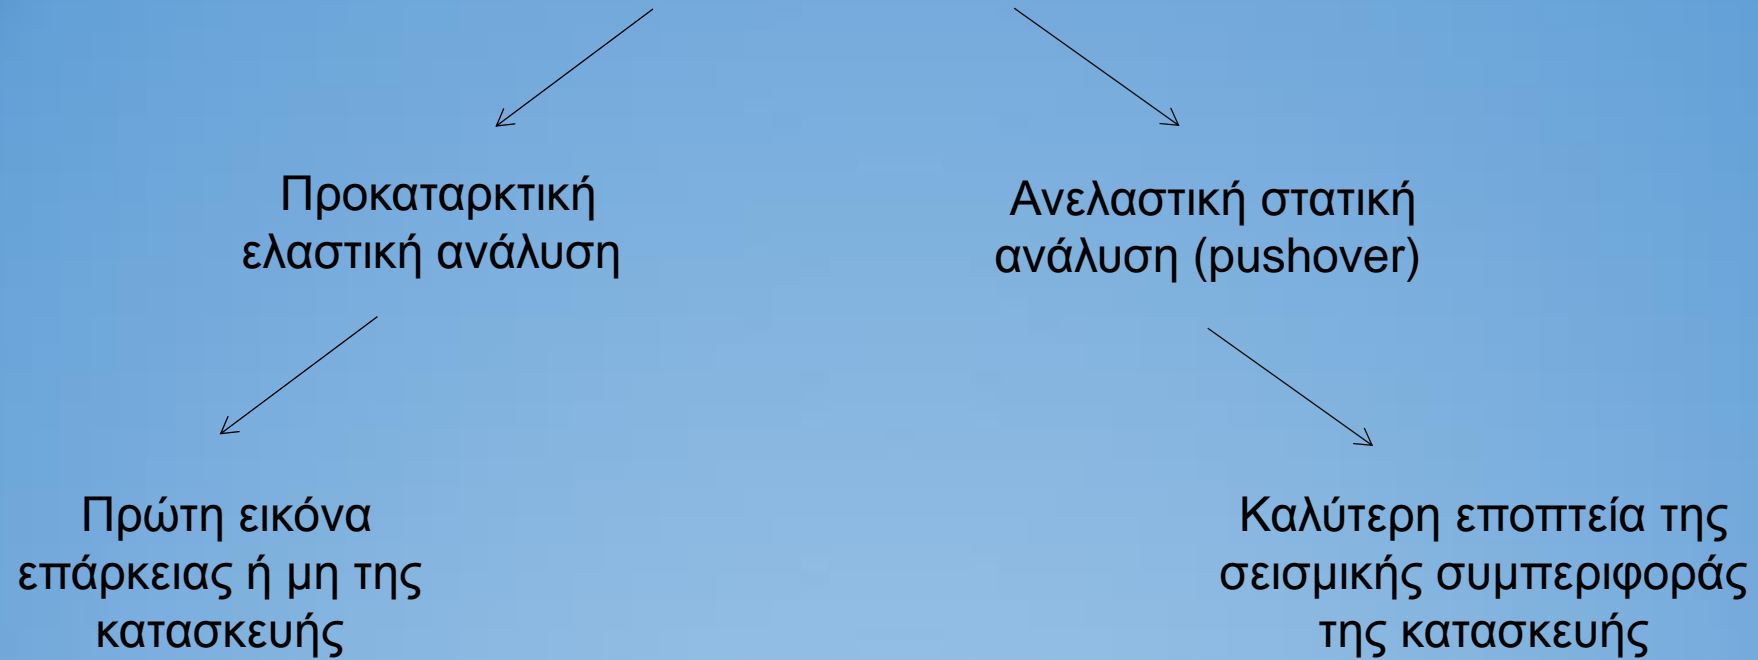 Προκαταρκτική
ελαστική ανάλυση
Ανελαστική στατική
ανάλυση (pushover)
Πρώτη εικόνα
επάρκειας ή μη της
κατασκευής
Καλύτερη εποπτεία της
σεισμικής συμπεριφοράς
της κατασκευής